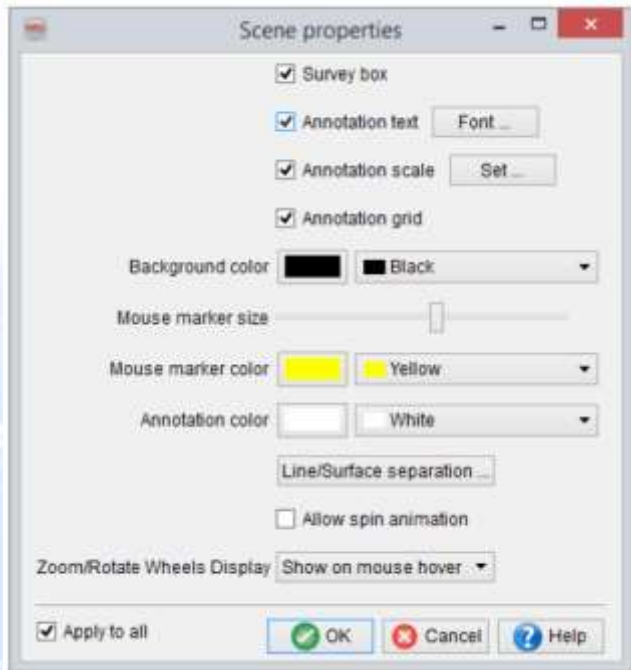 Scene properties
Survey box
Annotation text Font ...
Annotation scale Set ...
Annotation grid
Background color Black
Mouse marker size
Mouse marker color Yellow
Annotation color White
Line/Surface separation ...
Allow spin animation
Zoom/Rotate Wheels Display Show on mouse hover
Apply to all OK Cancel Help